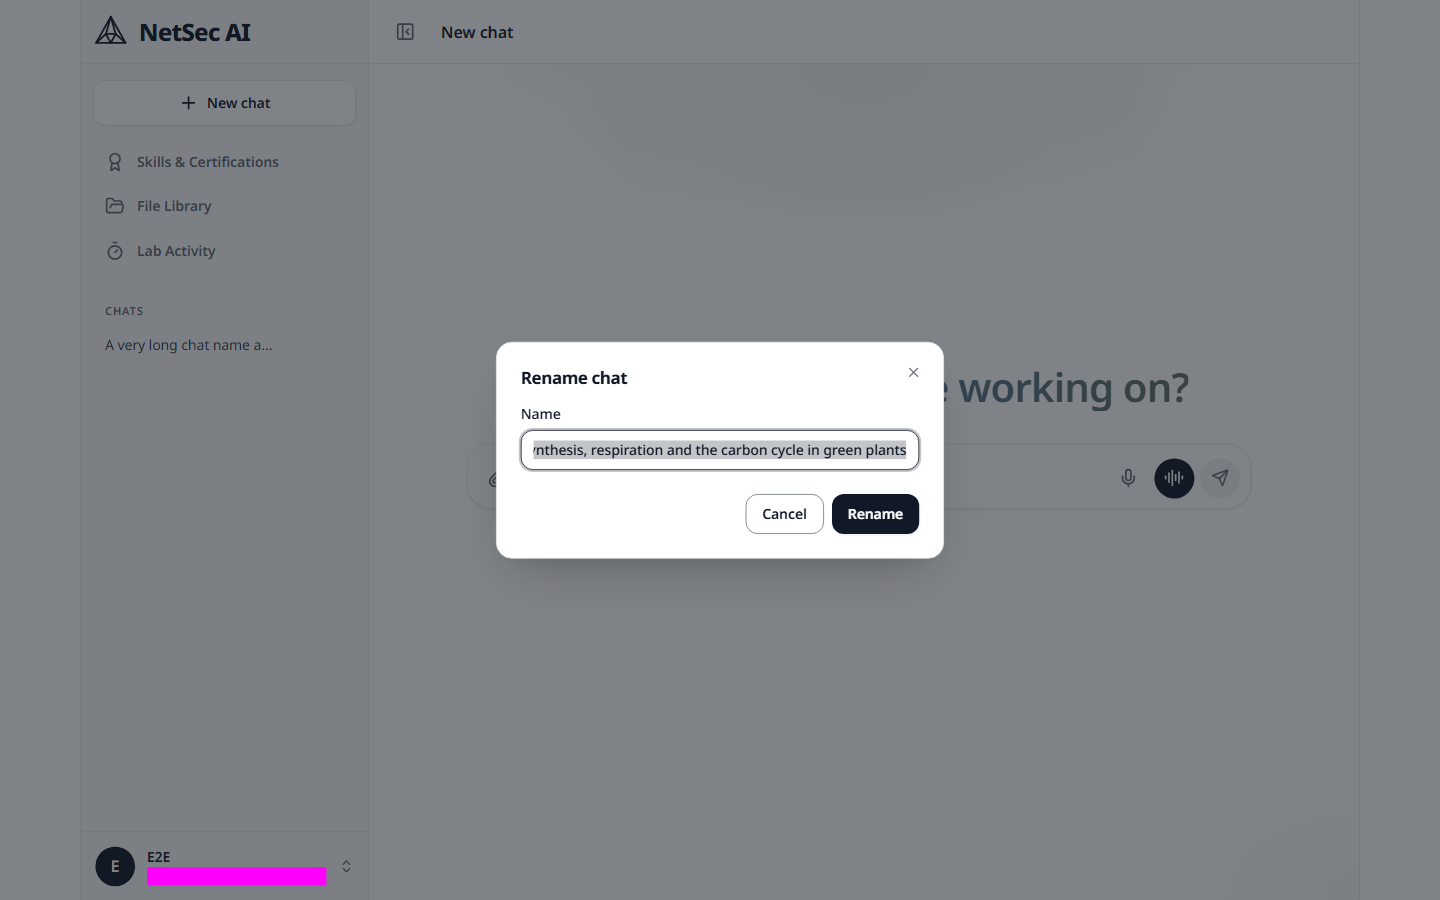 NetSec AI
New chat
New chat
Skills & Certifications
File Library
Lab Activity
CHATS
A very long chat name a...
working on?
Rename chat
Name
respiration and the carbon cycle in green plants
Cancel
Rename
E
E2E